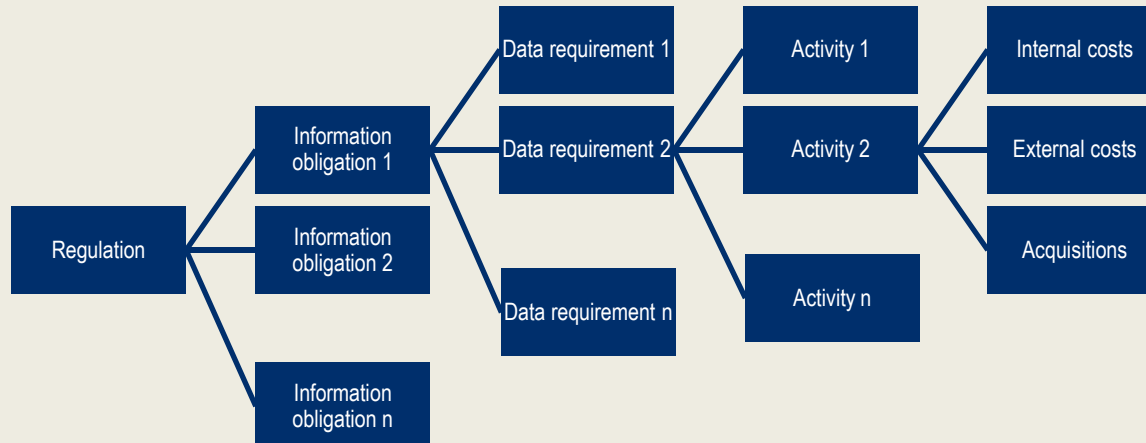 Regulation
Information
obligation 1
Information
obligation 2
Information
obligation n
Data requirement 1
Data requirement 2
Data requirement n
Activity 1
Activity 2
Activity n
Internal costs
External costs
Acquisitions